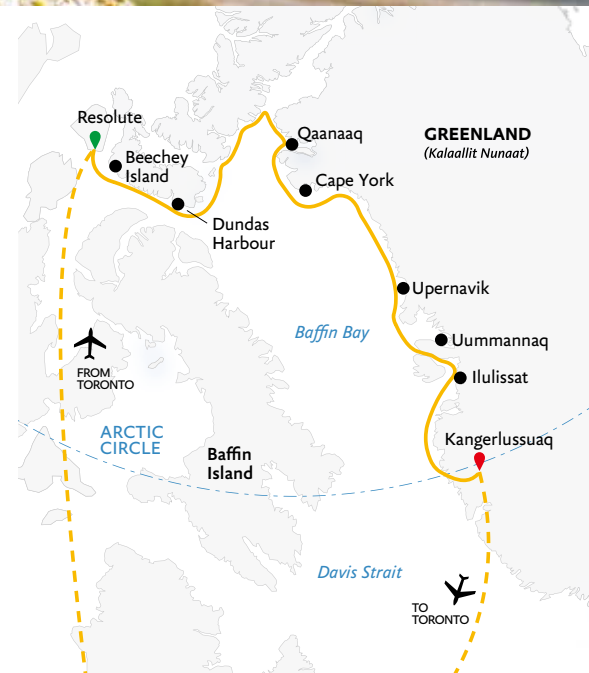 Resolute
Beechey
Island
Qaanaaq
GREENLAND
(Kalaallit Nunaat)
Cape York
Dundas
Harbour
Upernavik
Baffin Bay
Uummannaq
FROM
TORONTO
Ilulissat
ARCTIC
CIRCLE
Baffin
Island
Kangerlussuaq
Davis Strait
TO
TORONTO